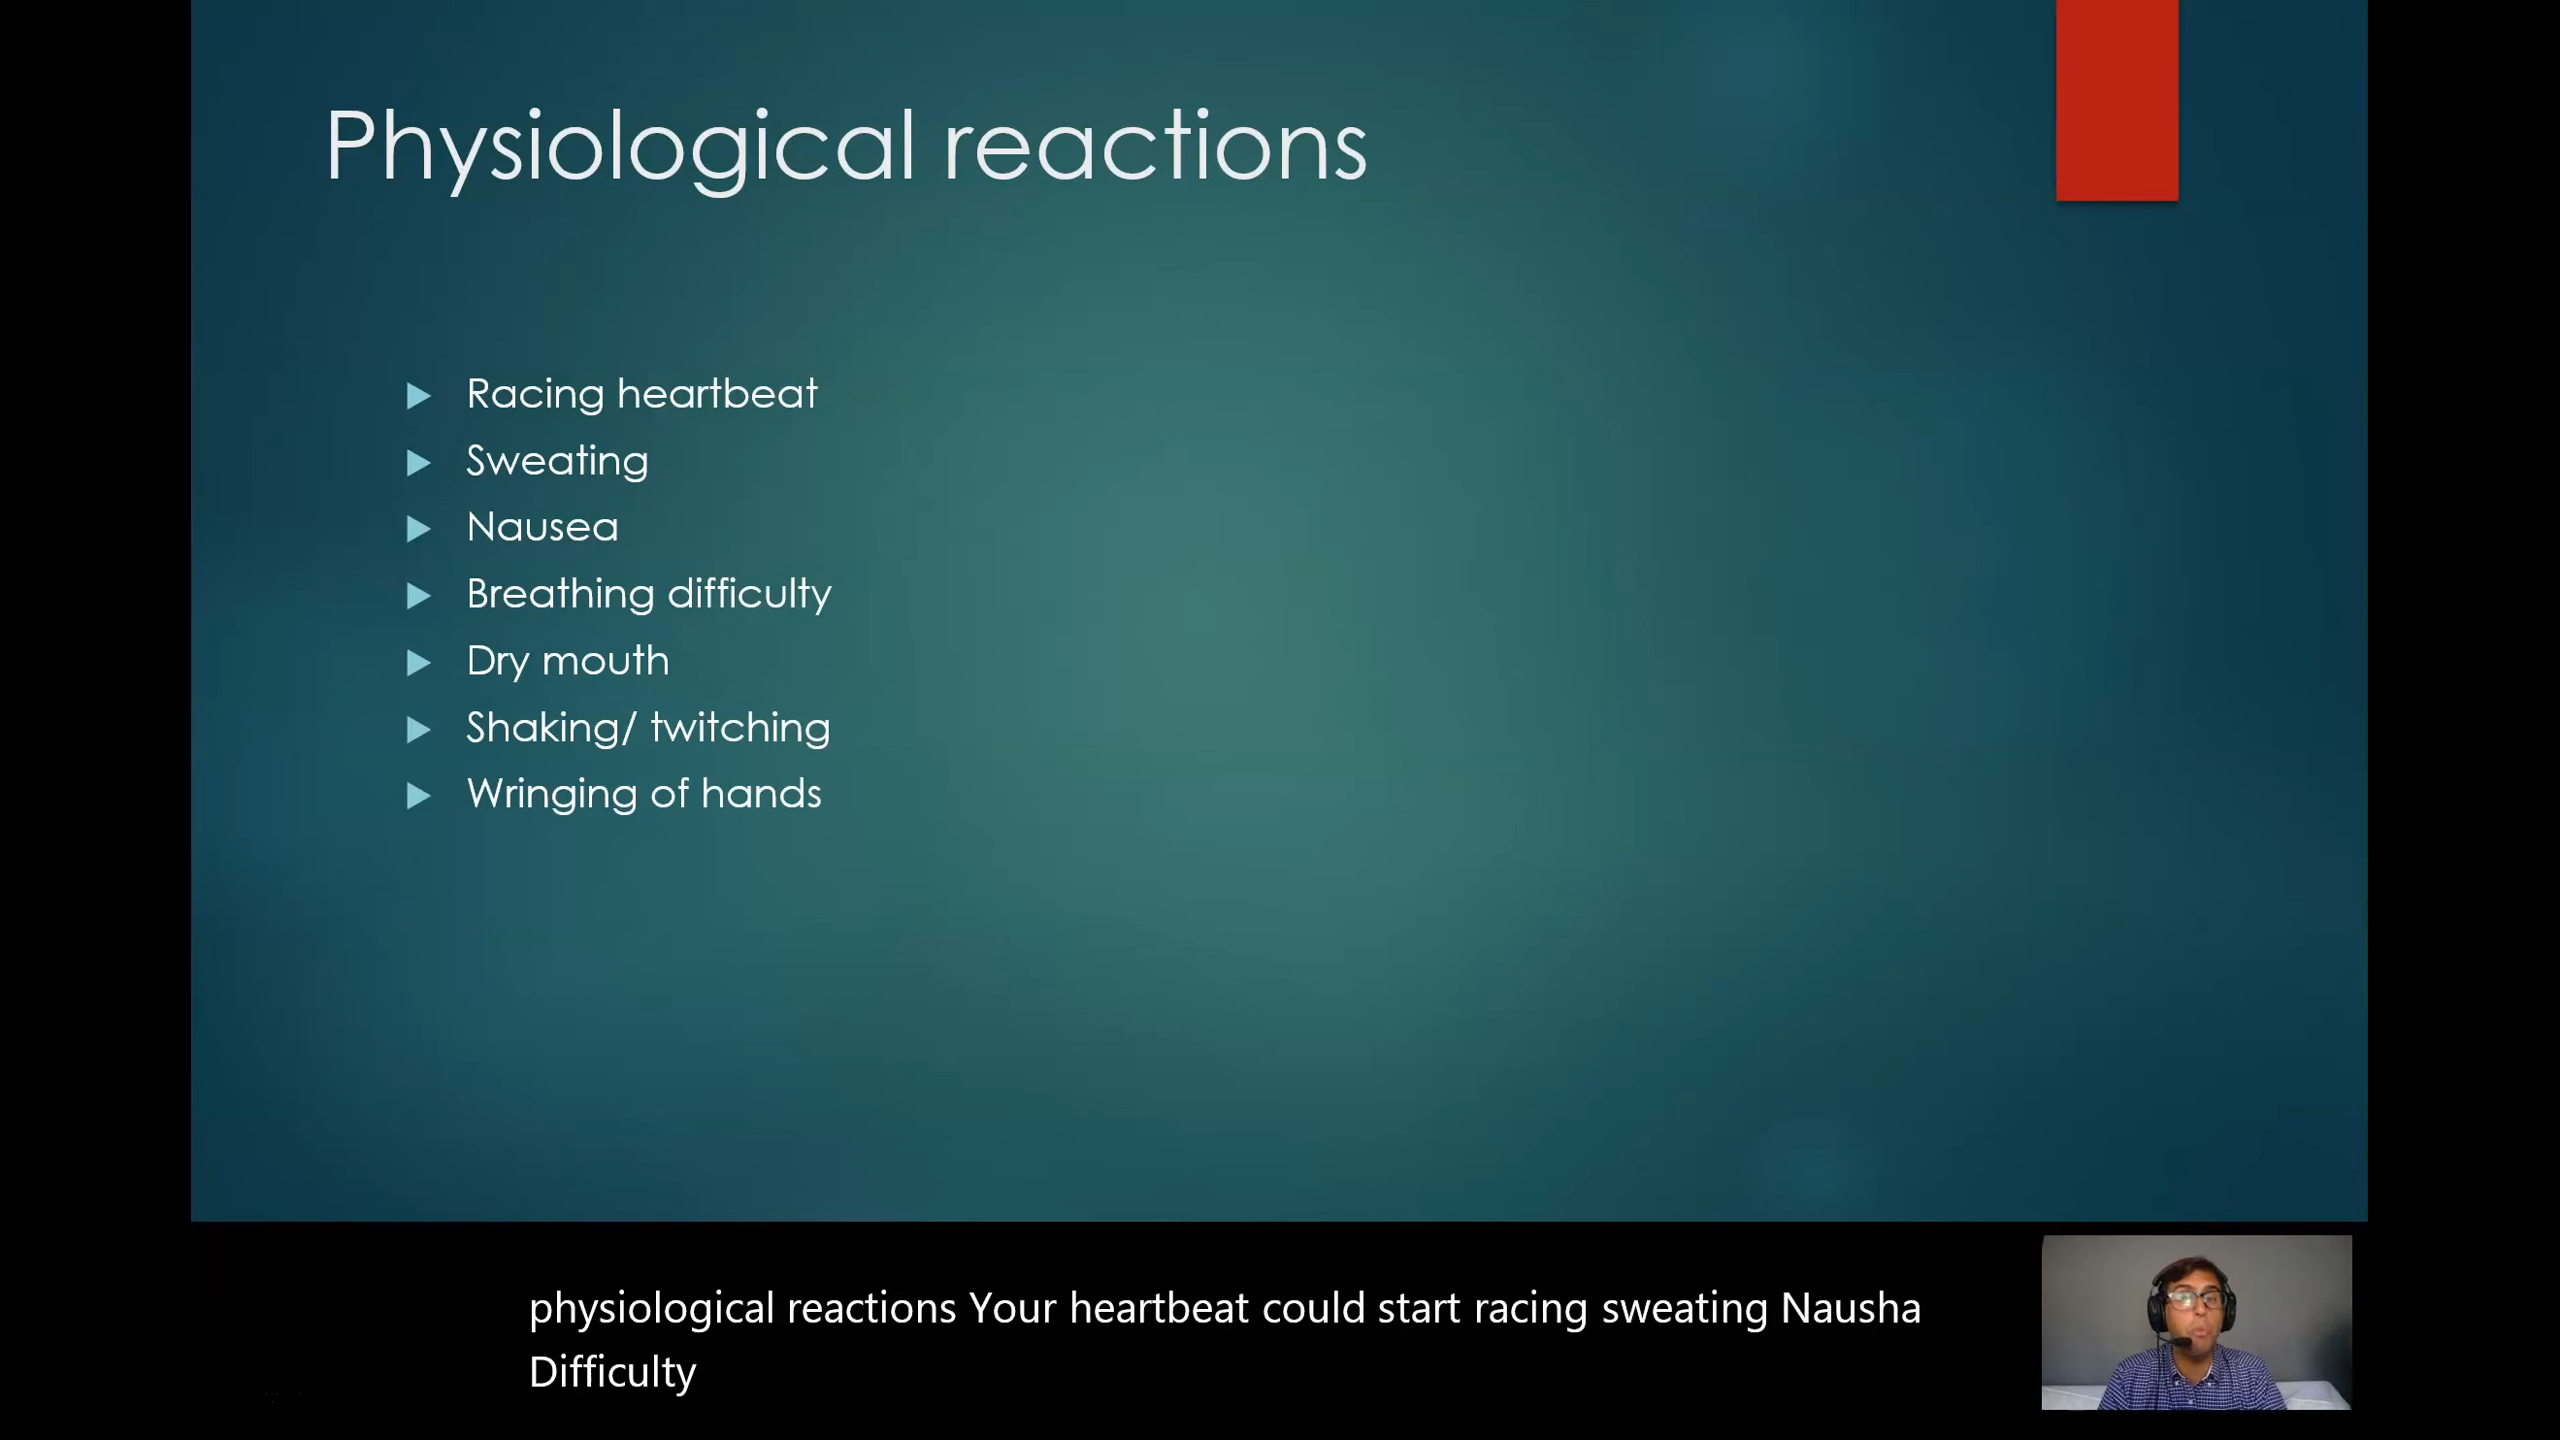 Physiological reactions
Racing heartbeat
Sweating
Nausea
Breathing difficulty
Dry mouth
Shaking/ twitching
Wringing of hands
physiological reactions Your heartbeat could start racing sweating Nausha
Difficulty